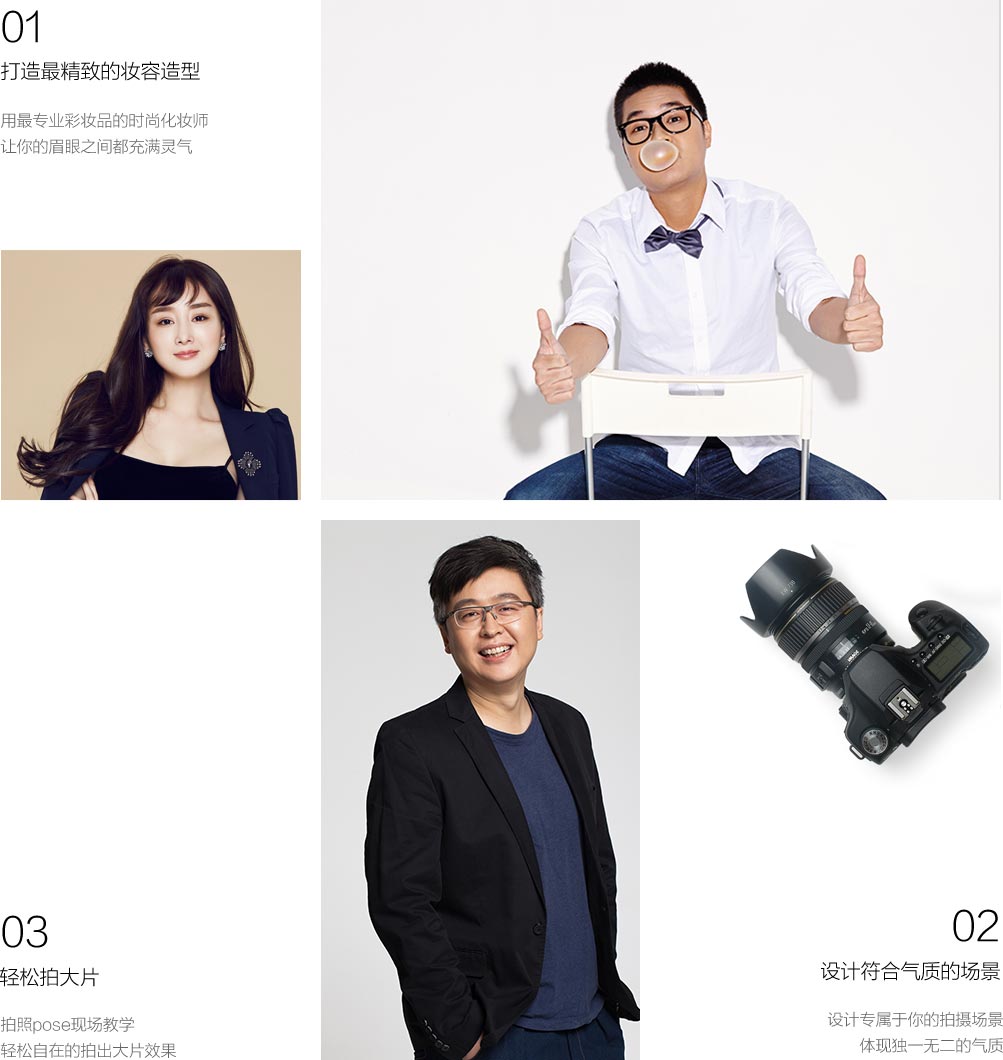 01
打造最精致的妆容造型
用最专业彩妆品的时尚化妆师
让你的眉眼之间都充满灵气
02
设计符合气质的场景
设计专属于你的拍摄场景
体现独一无二的气质
03
轻松拍大片
拍照pose现场教学
轻松自在的拍出大片效果